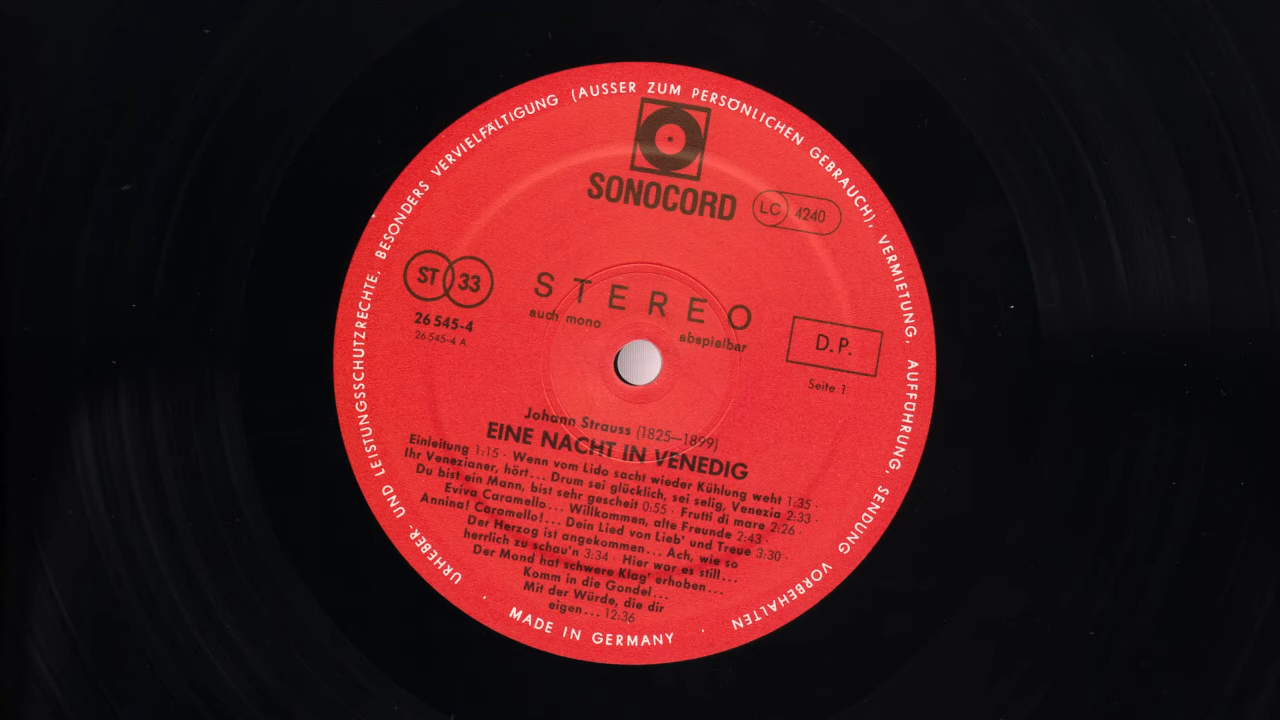 URHEBER- UND LEISTUNGSSCHUTZRECHTE, BESONDERS VERVIELFÄLTIGUNG (AUSSER ZUM PERSÖNLICHEN GEBRAUCH), VERMIETUNG, AUFFÜHRUNG, SENDUNG VORBEHALTEN
SONOCORD
LC 4240
ST 33
STEREO
auch mono abspielbar
26 545-4
26 545-4 A
D.P.
Seite 1
Johann Strauss (1825–1899)
EINE NACHT IN VENEDIG
Einleitung 1:15 · Wenn vom Lido sacht wieder Kühlung weht 1:35 ·
Ihr Venezianer, hört... Drum sei glücklich, sei selig, Venezia 2:33 ·
Du bist ein Mann, bist sehr gescheit 0:55 · Frutti di mare 2:26 ·
Eviva Caramello... Willkommen, alte Freunde 2:43 ·
Annina! Caramello!... Dein Lied von Lieb' und Treue 3:30 ·
Der Herzog ist angekommen... Ach, wie so
herrlich zu schau'n 3:34 · Hier war es still...
Der Mond hat schwere Klag' erhoben...
Komm in die Gondel...
Mit der Würde, die dir
eigen... 12:36
· MADE IN GERMANY ·